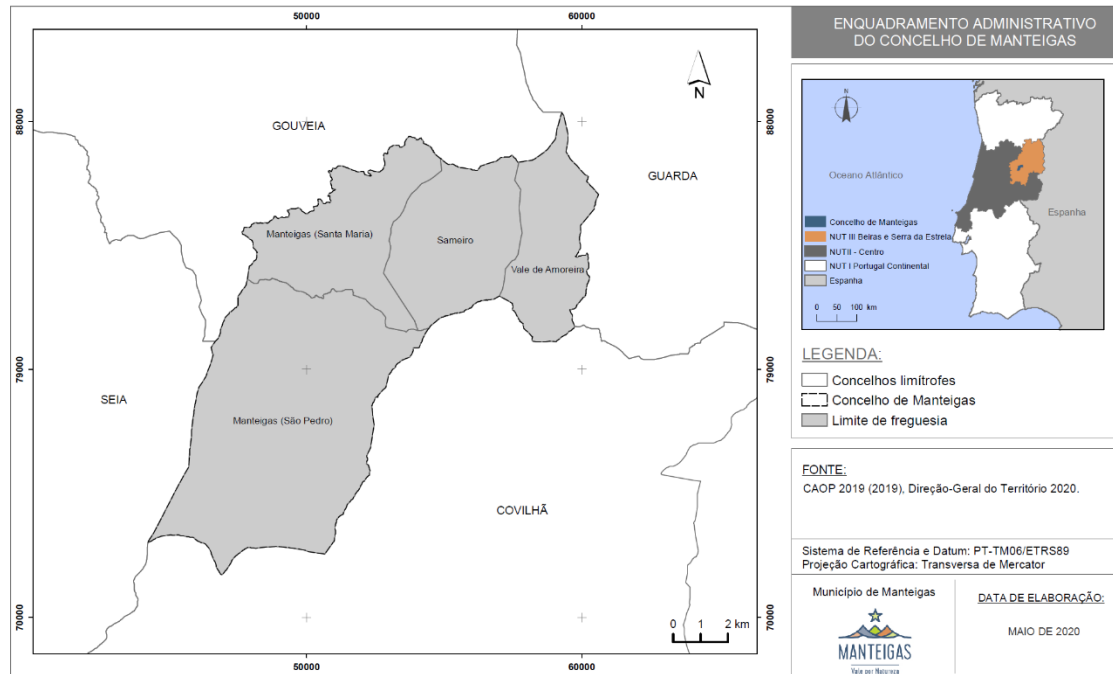 50000
60000
88000
88000
79000
79000
70000
70000
50000
60000
N
GOUVEIA
GUARDA
SEIA
COVILHÃ
Manteigas (Santa Maria)
Sameiro
Vale de Amoreira
Manteigas (São Pedro)
0 1 2 km
ENQUADRAMENTO ADMINISTRATIVO
DO CONCELHO DE MANTEIGAS
N
Oceano Atlântico
Espanha
Concelho de Manteigas
NUT III Beiras e Serra da Estrela
NUT II - Centro
NUT I Portugal Continental
Espanha
0 50 100 km
LEGENDA:
Concelhos limítrofes
Concelho de Manteigas
Limite de freguesia
FONTE:
CAOP 2019 (2019), Direção-Geral do Território 2020.
Sistema de Referência e Datum: PT-TM06/ETRS89
Projeção Cartográfica: Transversa de Mercator
Município de Manteigas
MANTEIGAS
Vale por Natureza
DATA DE ELABORAÇÃO:
MAIO DE 2020